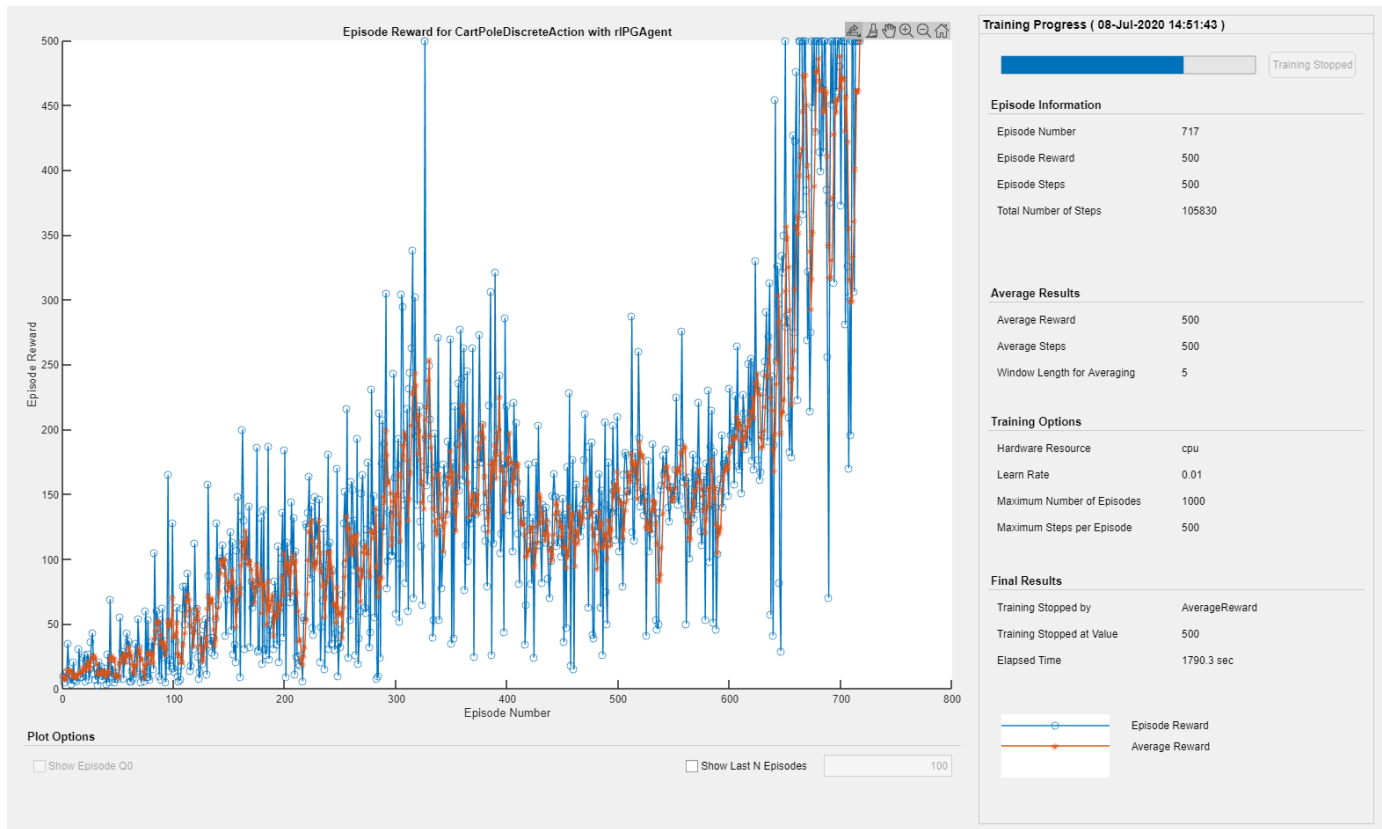 Episode Reward for CartPoleDiscreteAction with rlPGAgent
500
450
400
350
300
250
200
150
100
50
0
Episode Reward
0 100 200 300 400 500 600 700 800
Episode Number
Plot Options
Show Episode Q0
Show Last N Episodes 100
Training Progress ( 08-Jul-2020 14:51:43 )
Training Stopped
Episode Information
Episode Number 717
Episode Reward 500
Episode Steps 500
Total Number of Steps 105830
Average Results
Average Reward 500
Average Steps 500
Window Length for Averaging 5
Training Options
Hardware Resource cpu
Learn Rate 0.01
Maximum Number of Episodes 1000
Maximum Steps per Episode 500
Final Results
Training Stopped by AverageReward
Training Stopped at Value 500
Elapsed Time 1790.3 sec
Episode Reward
Average Reward